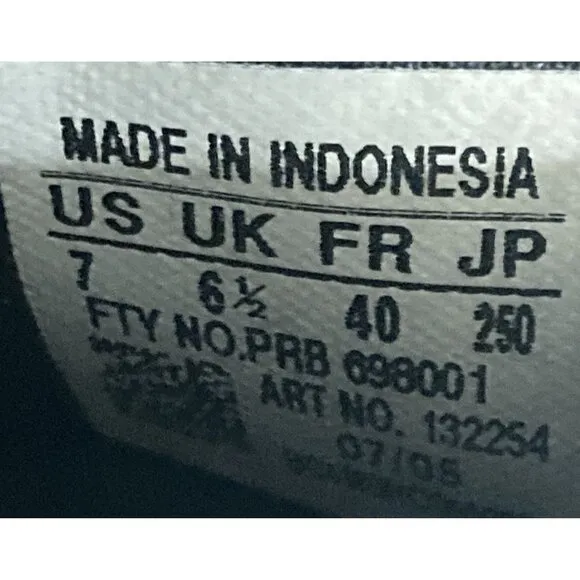 MADE IN INDONESIA
US UK FR JP
7 6½ 40 250
FTY NO.PRB 698001
ART NO. 132254
07/05